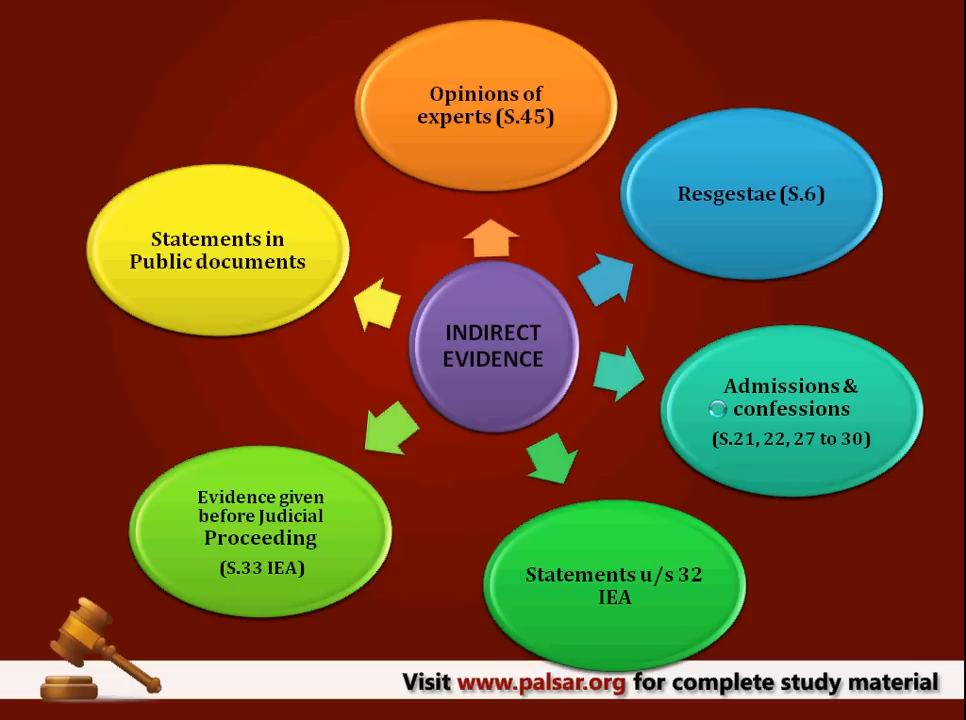 Opinions of
experts (S.45)
Resgestae (S.6)
Statements in
Public documents
INDIRECT
EVIDENCE
Admissions &
confessions
(S.21, 22, 27 to 30)
Evidence given
before Judicial
Proceeding
(S.33 IEA)
Statements u/s 32
IEA
Visit www.palsar.org for complete study material